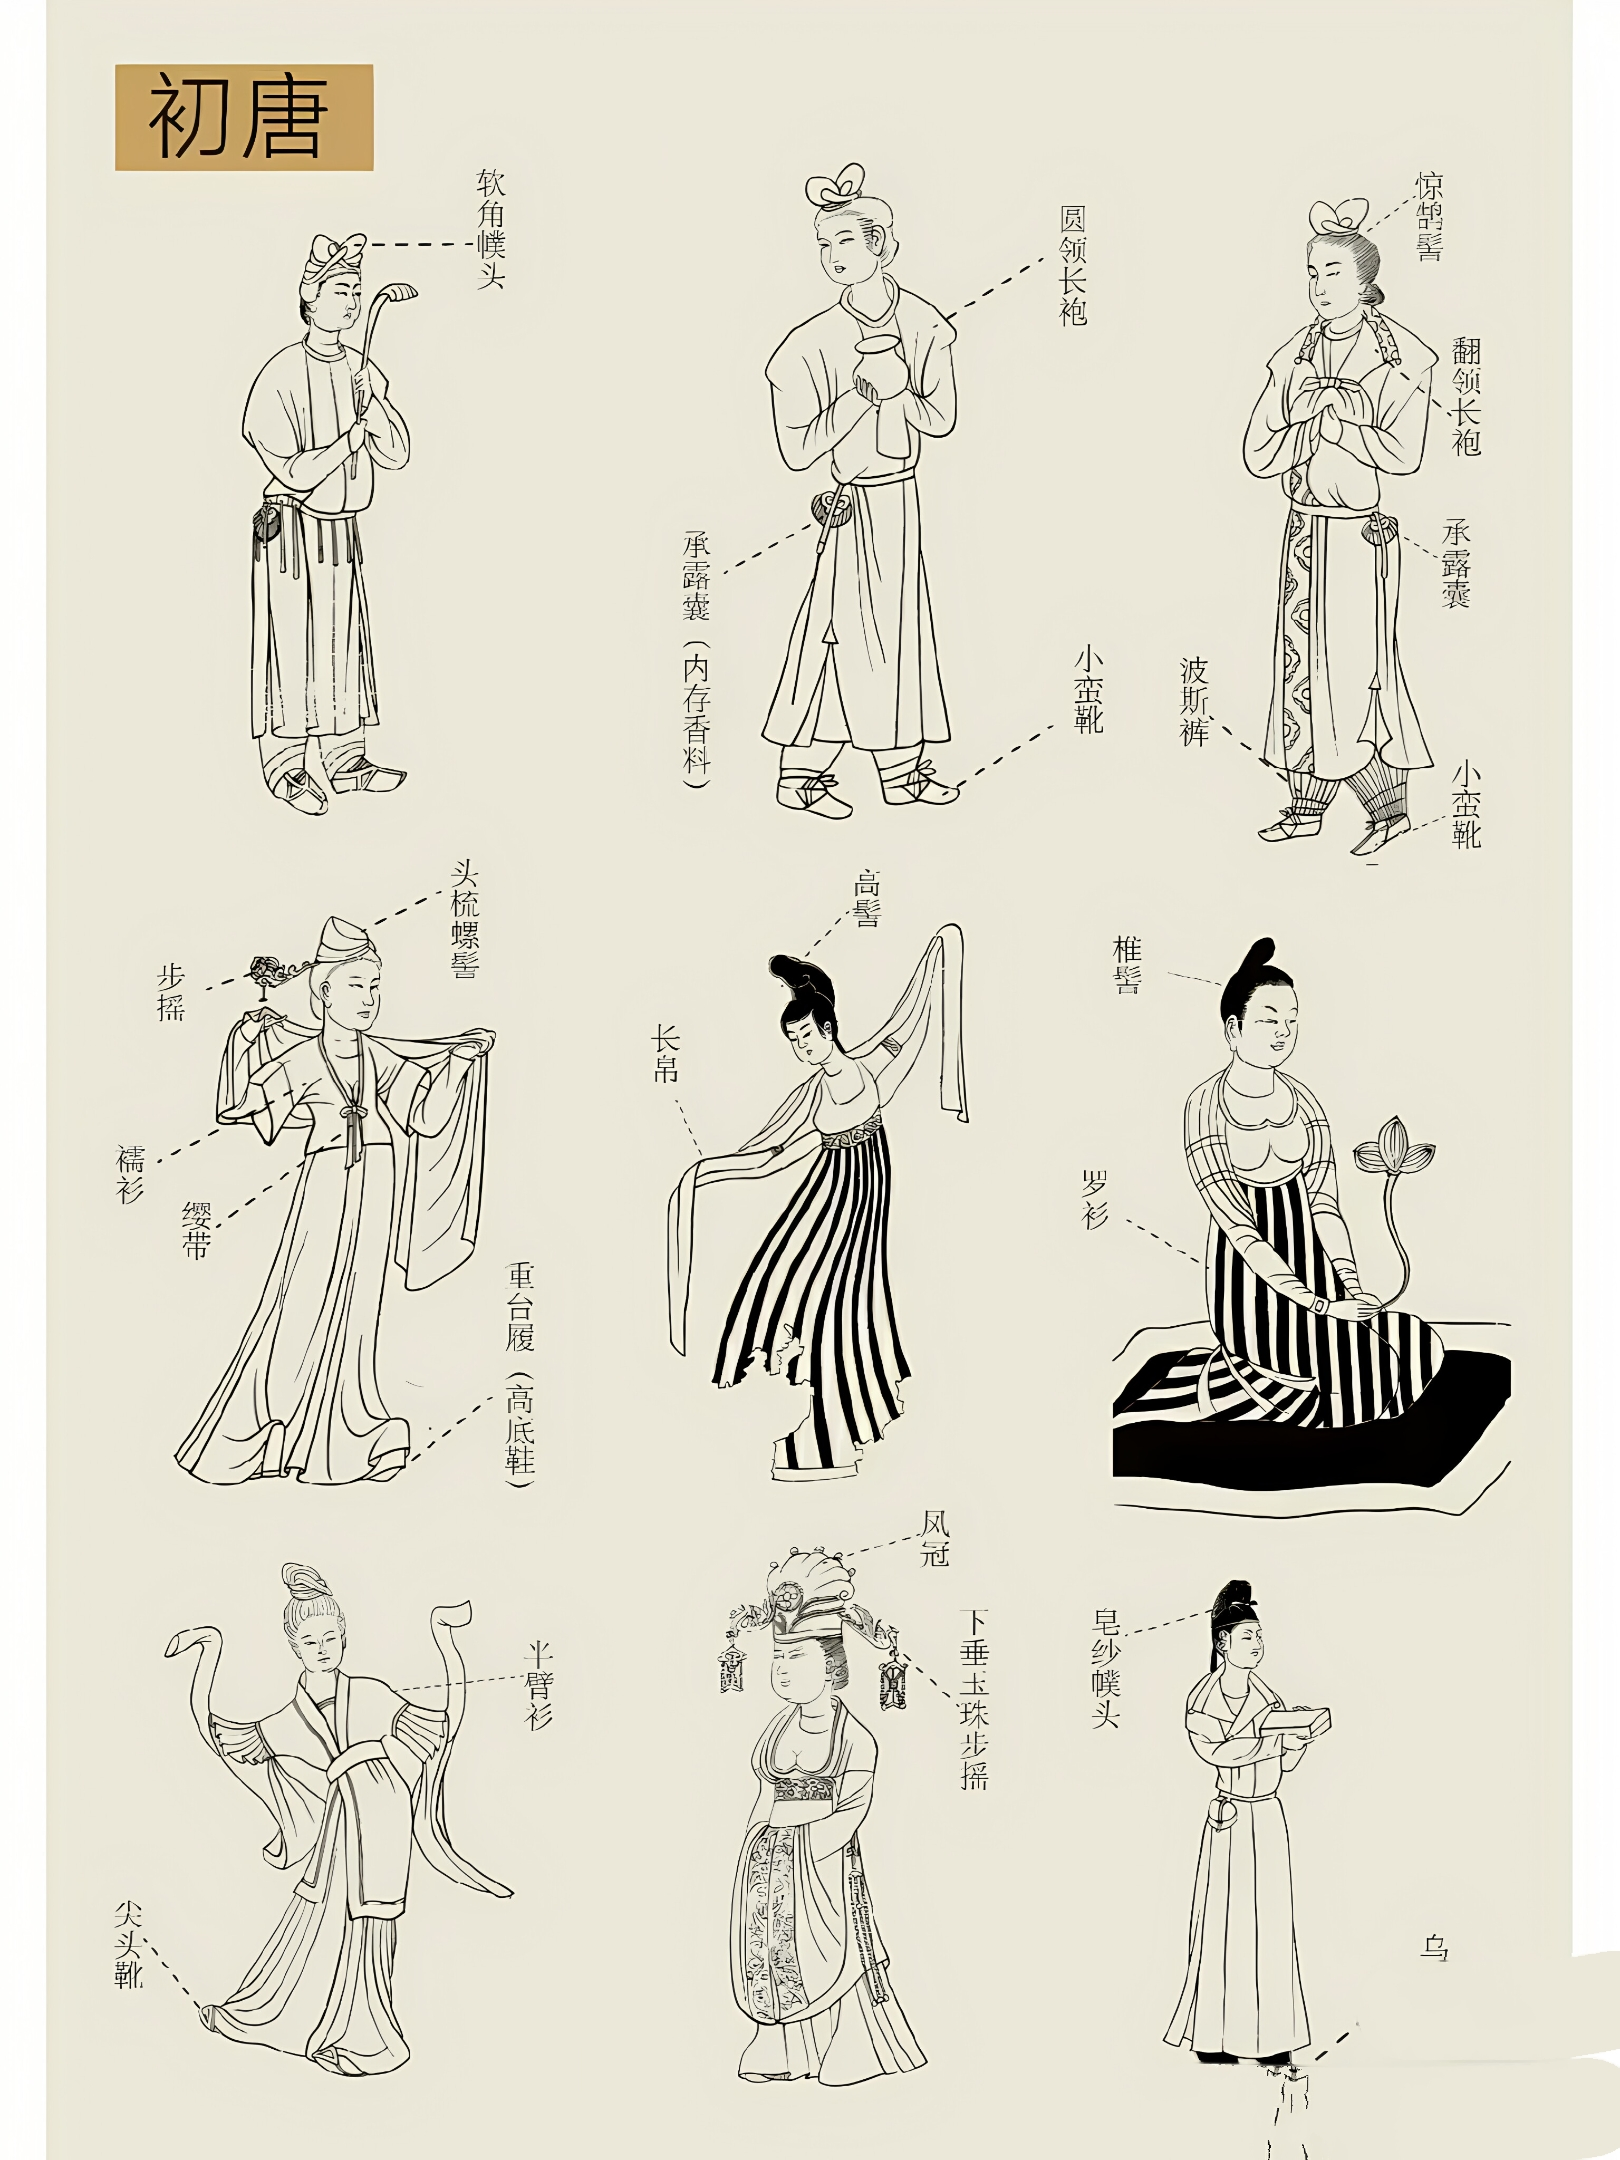 初唐
软角幞头
圆领长袍
惊鹄髻
翻领长袍
承露囊（内存香料）
承露囊
小蛮靴
波斯裤
小蛮靴
头梳螺髻
步摇
高髻
椎髻
长帛
襦衫
缨带
罗衫
重台履（高底鞋）
凤冠
半臂衫
下垂玉珠步摇
皂纱幞头
尖头靴
乌